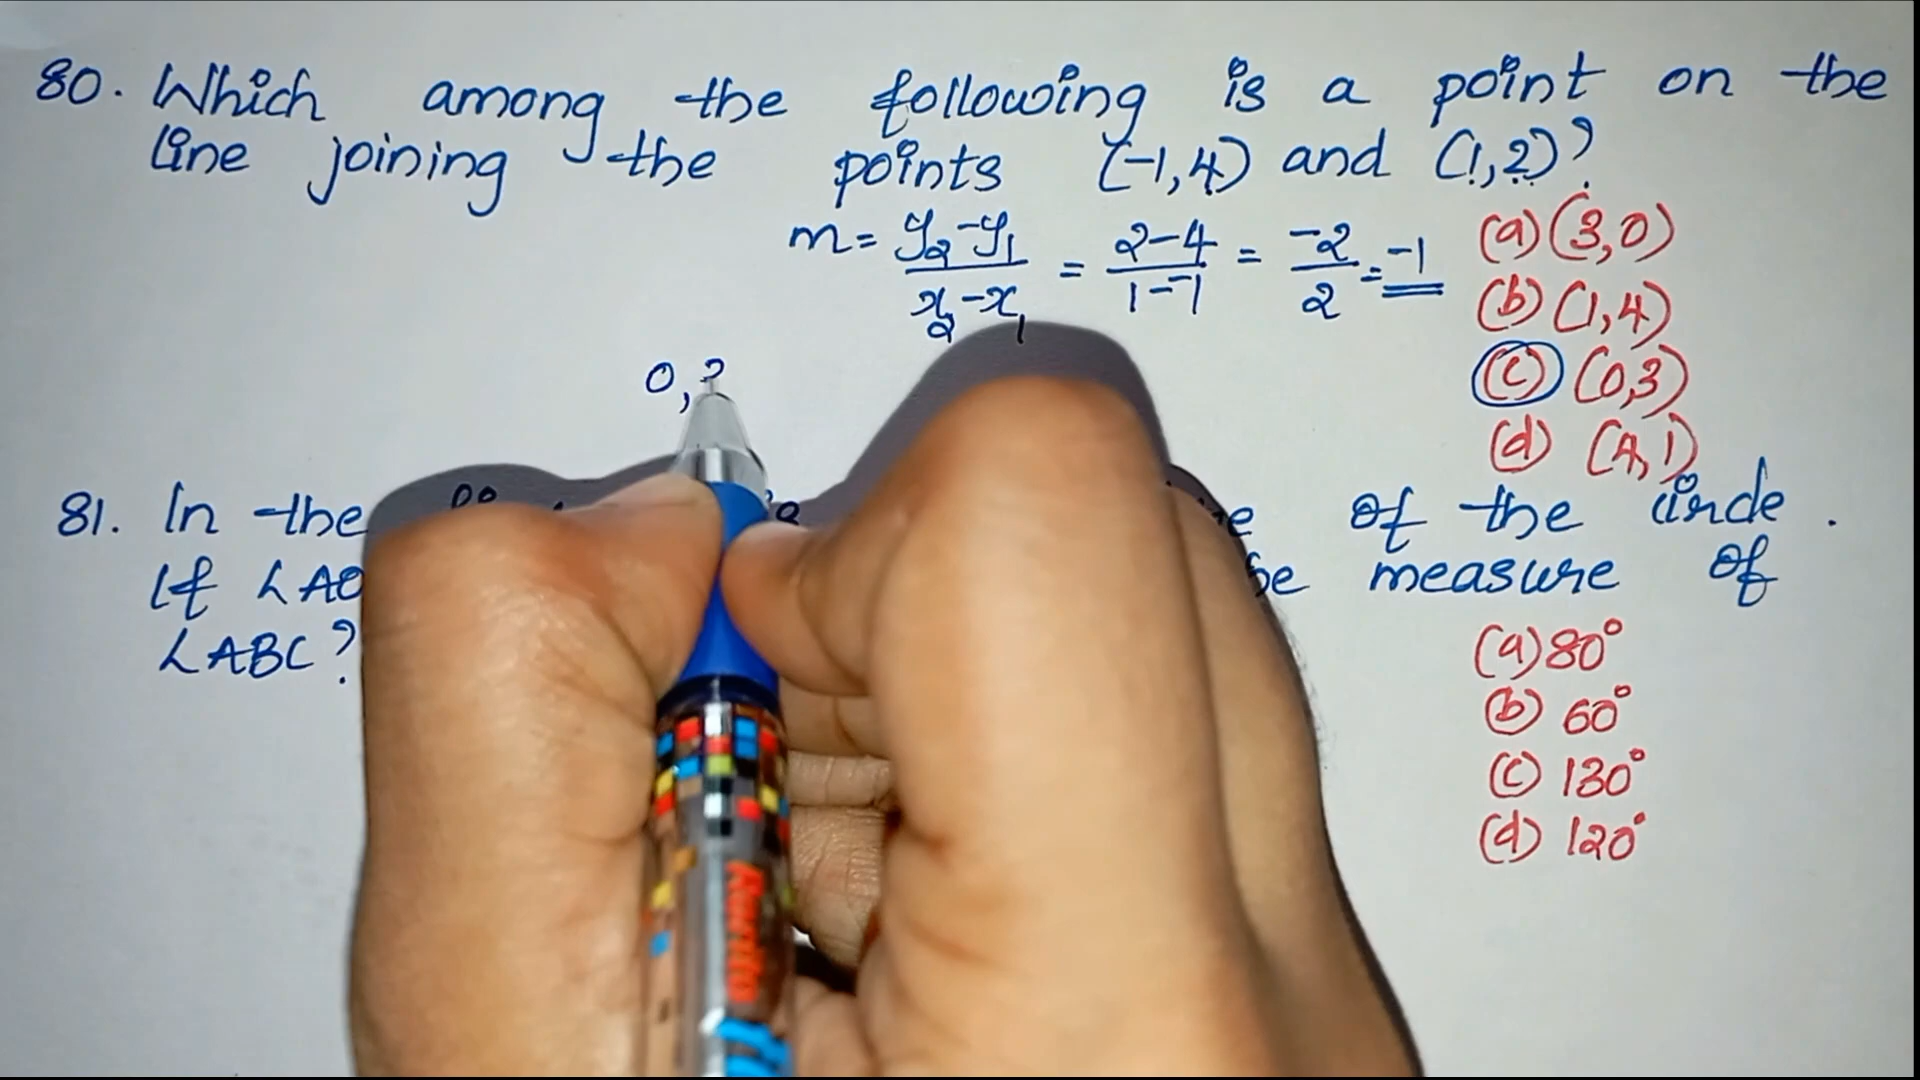 80. Which among the following is a point on the
line joining the points (-1,4) and (1,2)?
m = y2-y1 / x2-x1 = 2-4 / 1--1 = -2 / 2 = -1
(a) (3,0)
(b) (1,4)
0,
(c) (0,3)
(d) (4,1)
81. In the of the circle.
If ∠AO be measure of
∠ABC?
(a) 80°
(b) 60°
(c) 130°
(d) 120°